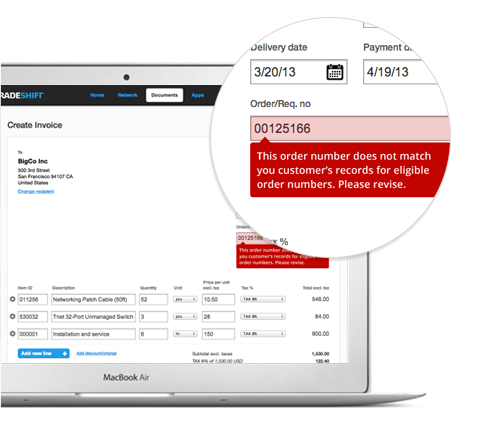 Delivery date Payment d
3/20/13 4/19/13
Order/Req. no
00125166
This order number does not match
you customer's records for eligible
order numbers. Please revise.
RADESHIFT Home Network Documents Apps
Create Invoice
To
BigCo Inc
500 3rd Street
San Francisco 94107 CA
United States
Change recipient
00125166 ax %
This order number does not match
you customer's records for eligible
order numbers. Please revise.
Item ID Description Quantity Unit Price per unit excl. tax Tax % Total excl. tax
011256 Networking Patch Cable (50ft) 52 pcs 10.50 TAX 8% 546.00
530032 Tnet 32-Port Unmanaged Switch 3 pcs 28 TAX 8% 84.00
000001 Installation and service 6 hr 150 TAX 8% 900.00
Add new line + Add discount/charge
Subtotal excl. taxes 1,530.00
TAX 8% of 1,530.00 USD 122.40
MacBook Air